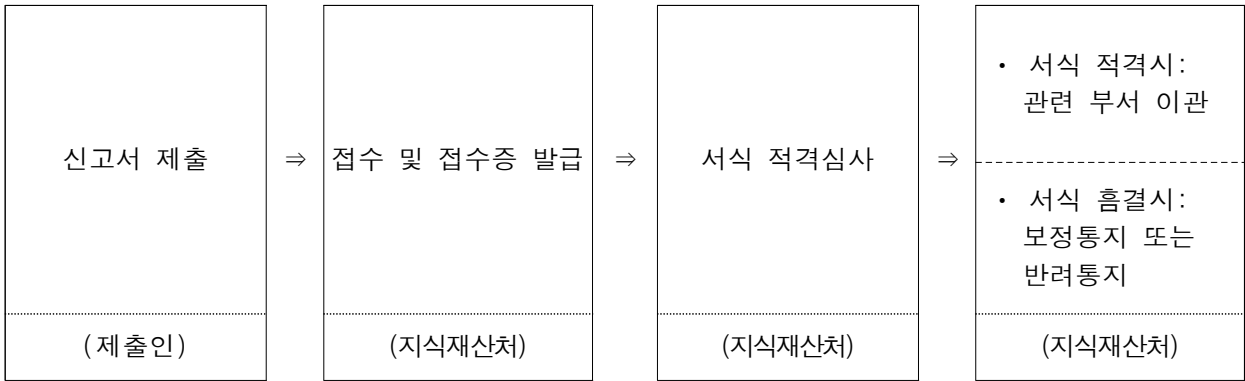 신고서 제출
(제출인)
⇒
접수 및 접수증 발급
(지식재산처)
⇒
서식 적격심사
(지식재산처)
⇒
• 서식 적격시:
관련 부서 이관
• 서식 흠결시:
보정통지 또는
반려통지
(지식재산처)